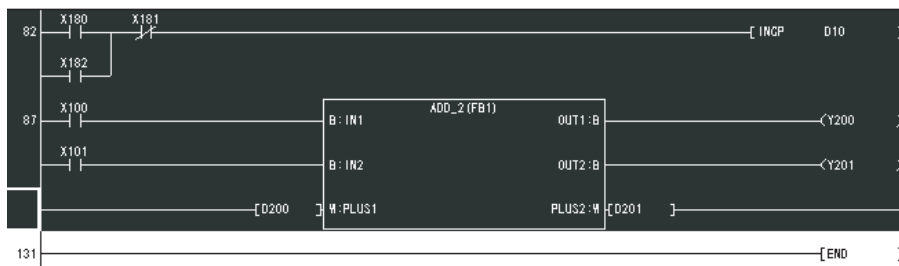 X180 X181
82 [ INCP D10 ]
X182
X100 ADD_2(FB1)
87 B:IN1 OUT1:B (Y200 )
X101
B:IN2 OUT2:B (Y201 )
[D200 ] W:PLUS1 PLUS2:W [D201 ]
131 [END ]